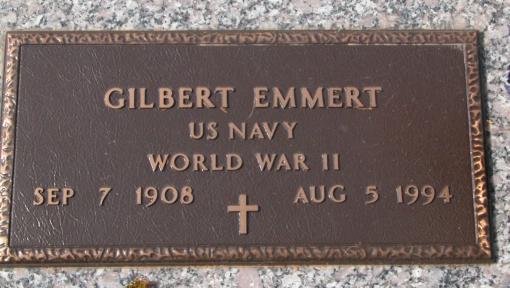 GILBERT EMMERT
US NAVY
WORLD WAR II
SEP 7 1908 AUG 5 1994